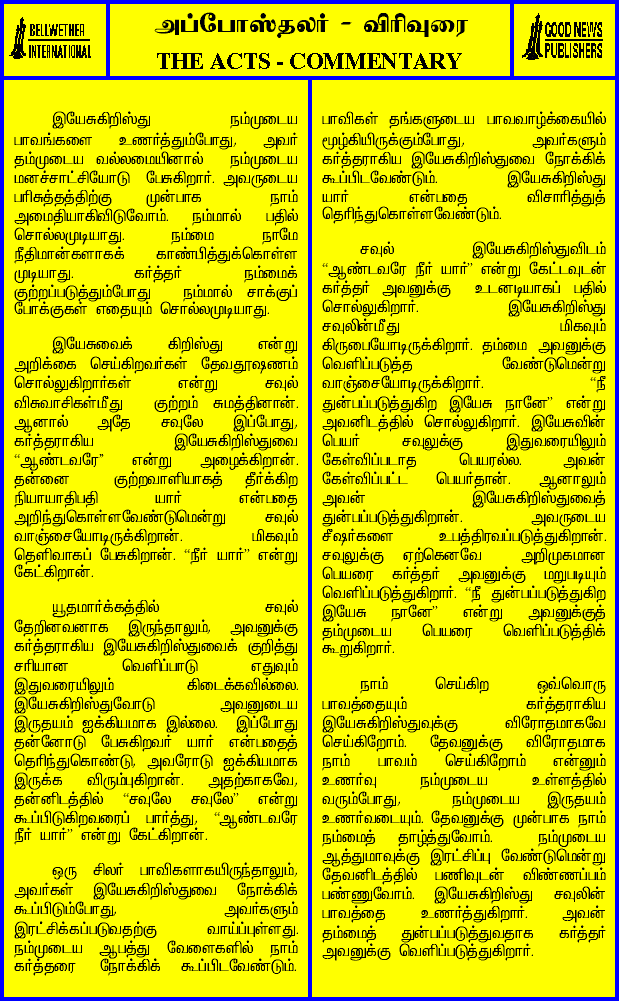 BELLWETHER
INTERNATIONAL
அப்போஸ்தலர் - விரிவுரை
THE ACTS - COMMENTARY
GOOD NEWS
PUBLISHERS
இயேசுகிறிஸ்து நம்முடைய
பாவங்களை உணர்த்தும்போது, அவர்
தம்முடைய வல்லமையினால் நம்முடைய
மனச்சாட்சியோடு பேசுகிறார். அவருடைய
பரிசுத்தத்திற்கு முன்பாக நாம்
அமைதியாகிவிடுவோம். நம்மால் பதில்
சொல்லமுடியாது. நம்மை நாமே
நீதிமான்களாகக் காண்பித்துக்கொள்ள
முடியாது. கர்த்தர் நம்மைக்
குற்றப்படுத்தும்போது நம்மால் சாக்குப்
போக்குகள் எதையும் சொல்லமுடியாது.
இயேசுவைக் கிறிஸ்து என்று
அறிக்கை செய்கிறவர்கள் தேவதூஷணம்
சொல்லுகிறார்கள் என்று சவுல்
விசுவாசிகள்மீது குற்றம் சுமத்தினான்.
ஆனால் அதே சவுலே இப்போது,
கர்த்தராகிய இயேசுகிறிஸ்துவை
“ஆண்டவரே” என்று அழைக்கிறான்.
தன்னை குற்றவாளியாகத் தீர்க்கிற
நியாயாதிபதி யார் என்பதை
அறிந்துகொள்ளவேண்டுமென்று சவுல்
வாஞ்சையோடிருக்கிறான். மிகவும்
தெளிவாகப் பேசுகிறான். “நீர் யார்” என்று
கேட்கிறான்.
யூதமார்க்கத்தில் சவுல்
தேறினவனாக இருந்தாலும், அவனுக்கு
கர்த்தராகிய இயேசுகிறிஸ்துவைக் குறித்து
சரியான வெளிப்பாடு எதுவும்
இதுவரையிலும் கிடைக்கவில்லை.
இயேசுகிறிஸ்துவோடு அவனுடைய
இருதயம் ஐக்கியமாக இல்லை. இப்போது
தன்னோடு பேசுகிறவர் யார் என்பதைத்
தெரிந்துகொண்டு, அவரோடு ஐக்கியமாக
இருக்க விரும்புகிறான். அதற்காகவே,
தன்னிடத்தில் “சவுலே சவுலே” என்று
கூப்பிடுகிறவரைப் பார்த்து, “ஆண்டவரே
நீர் யார்” என்று கேட்கிறான்.
ஒரு சிலர் பாவிகளாகயிருந்தாலும்,
அவர்கள் இயேசுகிறிஸ்துவை நோக்கிக்
கூப்பிடும்போது, அவர்களும்
இரட்சிக்கப்படுவதற்கு வாய்ப்புள்ளது.
நம்முடைய ஆபத்து வேளைகளில் நாம்
கர்த்தரை நோக்கிக் கூப்பிடவேண்டும்.
பாவிகள் தங்களுடைய பாவவாழ்க்கையில்
மூழ்கியிருக்கும்போது, அவர்களும்
கர்த்தராகிய இயேசுகிறிஸ்துவை நோக்கிக்
கூப்பிடவேண்டும். இயேசுகிறிஸ்து
யார் என்பதை விசாரித்துத்
தெரிந்துகொள்ளவேண்டும்.
சவுல் இயேசுகிறிஸ்துவிடம்
“ஆண்டவரே நீர் யார்” என்று கேட்டவுடன்
கர்த்தர் அவனுக்கு உடனடியாகப் பதில்
சொல்லுகிறார். இயேசுகிறிஸ்து
சவுலின்மீது மிகவும்
கிருபையோடிருக்கிறார். தம்மை அவனுக்கு
வெளிப்படுத்த வேண்டுமென்று
வாஞ்சையோடிருக்கிறார். “நீ
துன்பப்படுத்துகிற இயேசு நானே” என்று
அவனிடத்தில் சொல்லுகிறார். இயேசுவின்
பெயர் சவுலுக்கு இதுவரையிலும்
கேள்விப்படாத பெயரல்ல. அவன்
கேள்விப்பட்ட பெயர்தான். ஆனாலும்
அவன் இயேசுகிறிஸ்துவைத்
துன்பப்படுத்துகிறான். அவருடைய
சீஷர்களை உபத்திரவப்படுத்துகிறான்.
சவுலுக்கு ஏற்கெனவே அறிமுகமான
பெயரை கர்த்தர் அவனுக்கு மறுபடியும்
வெளிப்படுத்துகிறார். “நீ துன்பப்படுத்துகிற
இயேசு நானே” என்று அவனுக்குத்
தம்முடைய பெயரை வெளிப்படுத்திக்
கூறுகிறார்.
நாம் செய்கிற ஒவ்வொரு
பாவத்தையும் கர்த்தராகிய
இயேசுகிறிஸ்துவுக்கு விரோதமாகவே
செய்கிறோம். தேவனுக்கு விரோதமாக
நாம் பாவம் செய்கிறோம் என்னும்
உணர்வு நம்முடைய உள்ளத்தில்
வரும்போது, நம்முடைய இருதயம்
உணர்வடையும். தேவனுக்கு முன்பாக நாம்
நம்மைத் தாழ்த்துவோம். நம்முடைய
ஆத்துமாவுக்கு இரட்சிப்பு வேண்டுமென்று
தேவனிடத்தில் பணிவுடன் விண்ணப்பம்
பண்ணுவோம். இயேசுகிறிஸ்து சவுலின்
பாவத்தை உணர்த்துகிறார். அவன்
தம்மைத் துன்பப்படுத்துவதாக கர்த்தர்
அவனுக்கு வெளிப்படுத்துகிறார்.